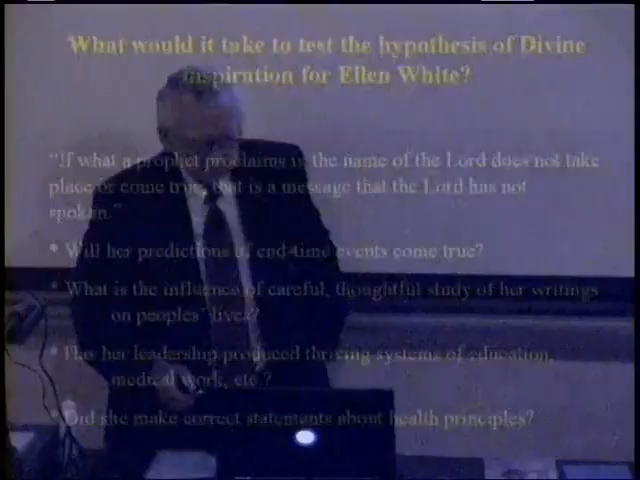 What would it take to test the hypothesis of Divine
inspiration for Ellen White?
"If what a prophet proclaims in the name of the Lord does not take
place or come true, that is a message that the Lord has not
spoken."
* Will her predictions of end-time events come true?
* What is the influence of careful, thoughtful study of her writings
on peoples' lives?
* Has her leadership produced thriving systems of education,
medical work, etc.?
* Did she make correct statements about health principles?